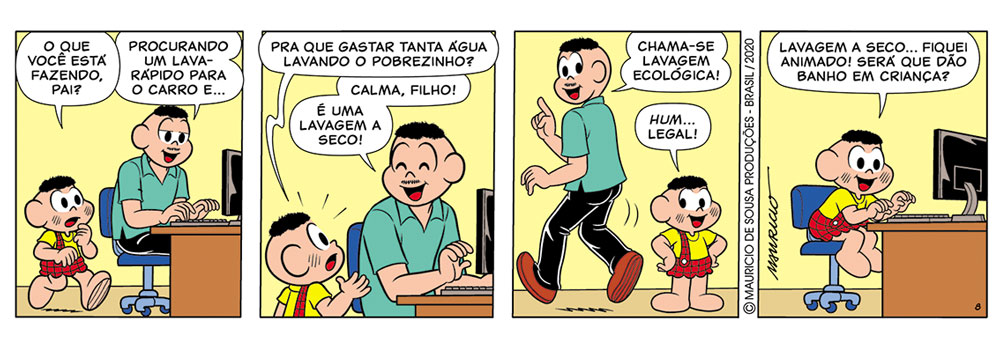 O QUE
VOCÊ ESTÁ
FAZENDO,
PAI?
PROCURANDO
UM LAVA-
RÁPIDO PARA
O CARRO E...
PRA QUE GASTAR TANTA ÁGUA
LAVANDO O POBREZINHO?
CALMA, FILHO!
É UMA
LAVAGEM A
SECO!
CHAMA-SE
LAVAGEM
ECOLÓGICA!
HUM...
LEGAL!
© MAURICIO DE SOUSA PRODUÇÕES - BRASIL /2020
LAVAGEM A SECO... FIQUEI
ANIMADO! SERÁ QUE DÃO
BANHO EM CRIANÇA?
MAURICIO
8